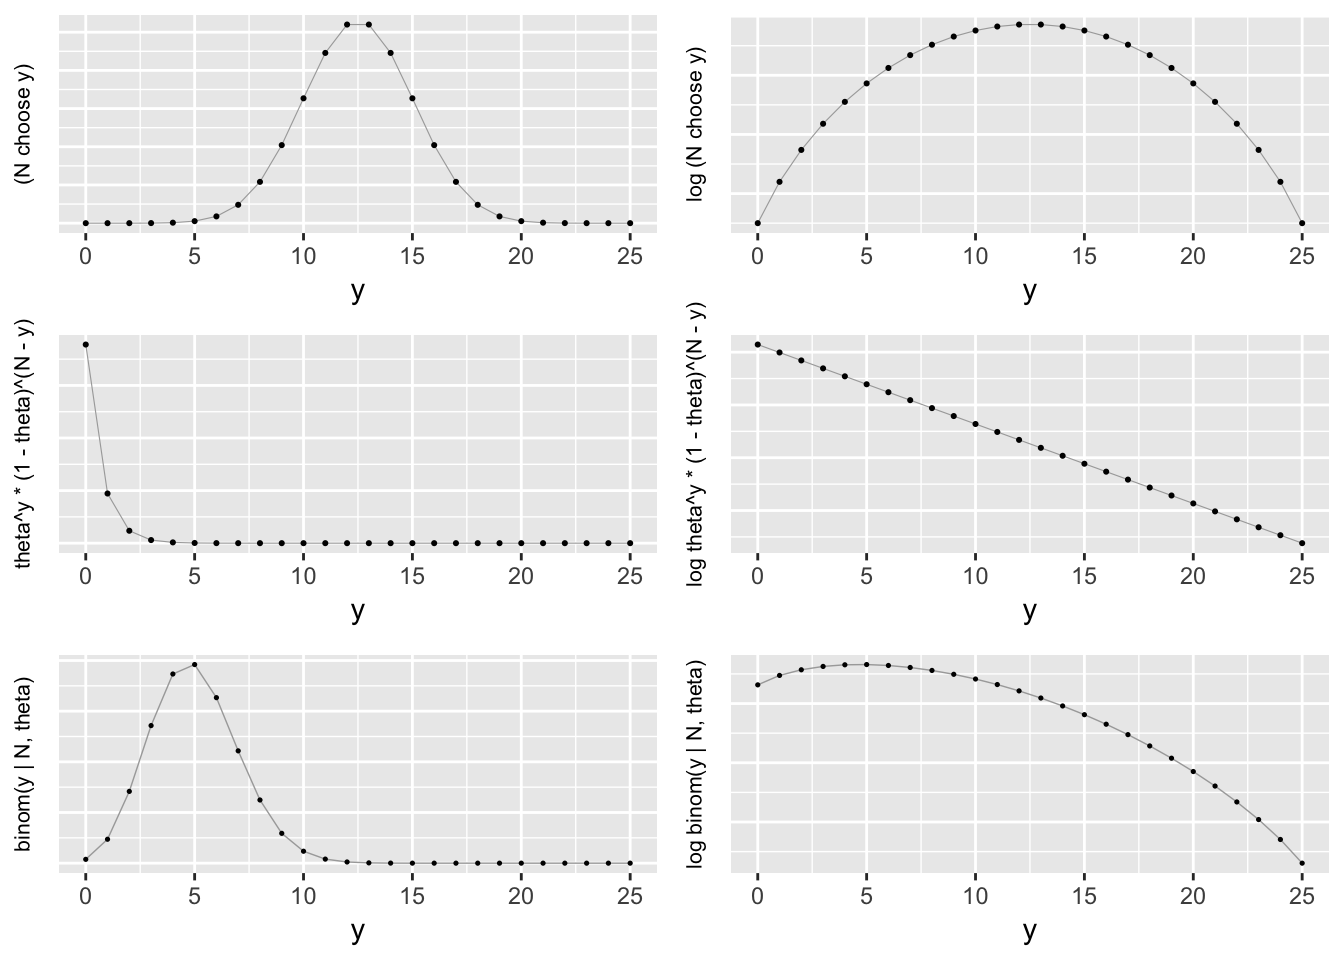 (N choose y)
0 5 10 15 20 25
y
log (N choose y)
0 5 10 15 20 25
y
theta^y * (1 - theta)^(N - y)
0 5 10 15 20 25
y
log theta^y * (1 - theta)^(N - y)
0 5 10 15 20 25
y
binom(y | N, theta)
0 5 10 15 20 25
y
log binom(y | N, theta)
0 5 10 15 20 25
y